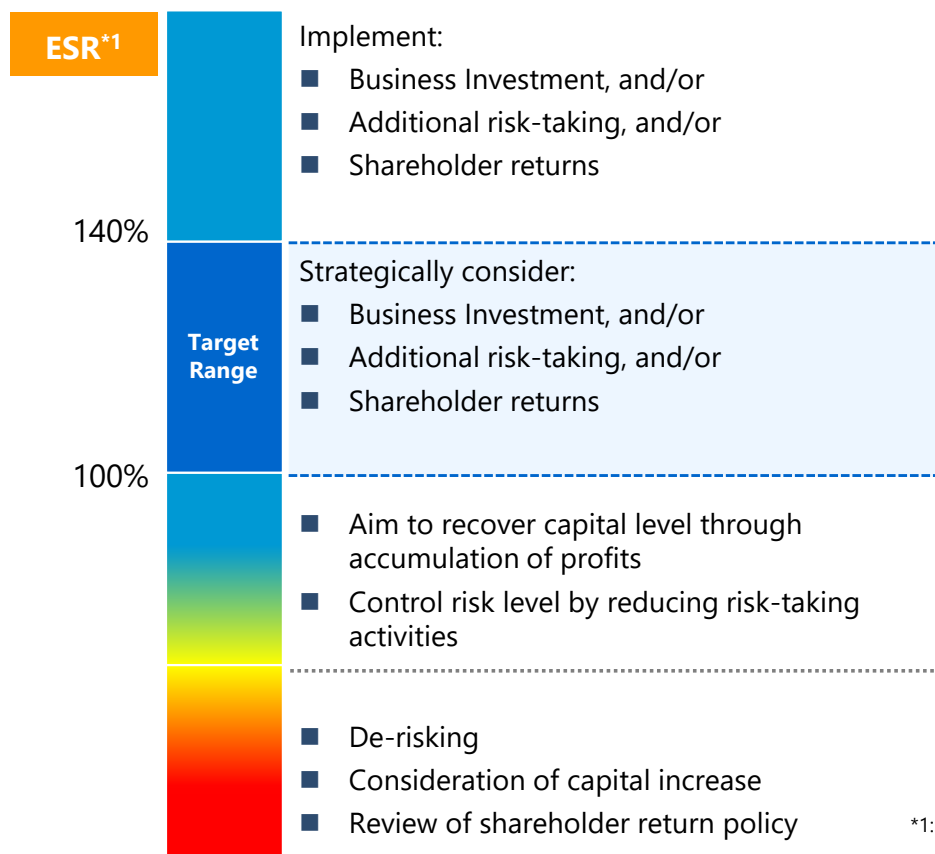 ESR*1
Implement:
■ Business Investment, and/or
■ Additional risk-taking, and/or
■ Shareholder returns
140%
Strategically consider:
■ Business Investment, and/or
■ Additional risk-taking, and/or
■ Shareholder returns
Target
Range
100%
■ Aim to recover capital level through
accumulation of profits
■ Control risk level by reducing risk-taking
activities
■ De-risking
■ Consideration of capital increase
■ Review of shareholder return policy
*1: